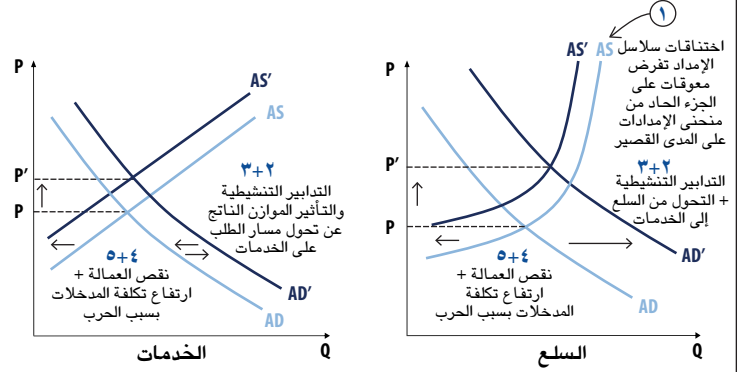 ١
اختناقات سلاسل
الإمداد تفرض
معوقات على
الجزء الحاد من
منحنى الإمدادات
على المدى القصير
AS’
AS
P
P’
P
٢+٣
التدابير التنشيطية
+ التحول من السلع
إلى الخدمات
٤+٥
نقص العمالة +
ارتفاع تكلفة
المدخلات بسبب الحرب
AD’
AD
Q
السلع
P
P’
P
AS’
AS
٢+٣
التدابير التنشيطية
والتأثير الموازن الناتج
عن تحول مسار الطلب
على الخدمات
٤+٥
نقص العمالة +
ارتفاع تكلفة المدخلات
بسبب الحرب
AD’
AD
Q
الخدمات